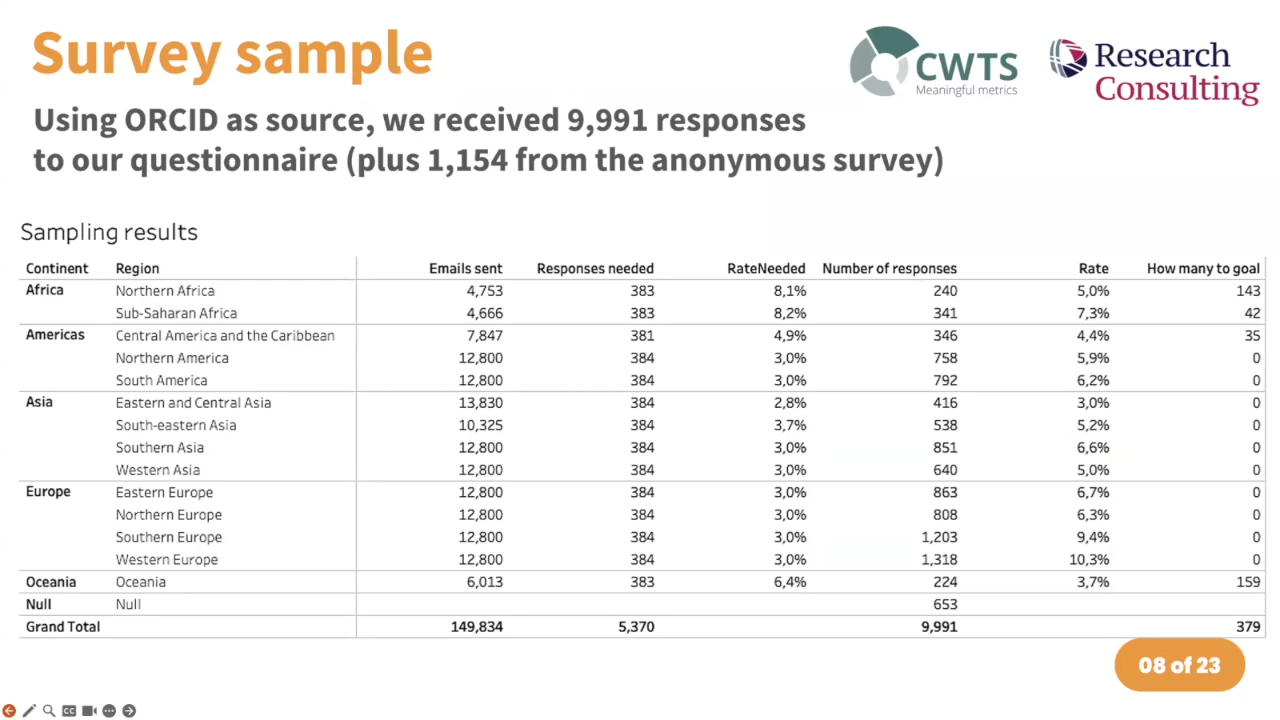 Survey sample
CWTS
Meaningful metrics
Research
Consulting
Using ORCID as source, we received 9,991 responses
to our questionnaire (plus 1,154 from the anonymous survey)
Sampling results
Continent Region Emails sent Responses needed RateNeeded Number of responses Rate How many to goal
Africa Northern Africa 4,753 383 8,1% 240 5,0% 143
Sub-Saharan Africa 4,666 383 8,2% 341 7,3% 42
Americas Central America and the Caribbean 7,847 381 4,9% 346 4,4% 35
Northern America 12,800 384 3,0% 758 5,9% 0
South America 12,800 384 3,0% 792 6,2% 0
Asia Eastern and Central Asia 13,830 384 2,8% 416 3,0% 0
South-eastern Asia 10,325 384 3,7% 538 5,2% 0
Southern Asia 12,800 384 3,0% 851 6,6% 0
Western Asia 12,800 384 3,0% 640 5,0% 0
Europe Eastern Europe 12,800 384 3,0% 863 6,7% 0
Northern Europe 12,800 384 3,0% 808 6,3% 0
Southern Europe 12,800 384 3,0% 1,203 9,4% 0
Western Europe 12,800 384 3,0% 1,318 10,3% 0
Oceania Oceania 6,013 383 6,4% 224 3,7% 159
Null Null 653
Grand Total 149,834 5,370 9,991 379
08 of 23
CC